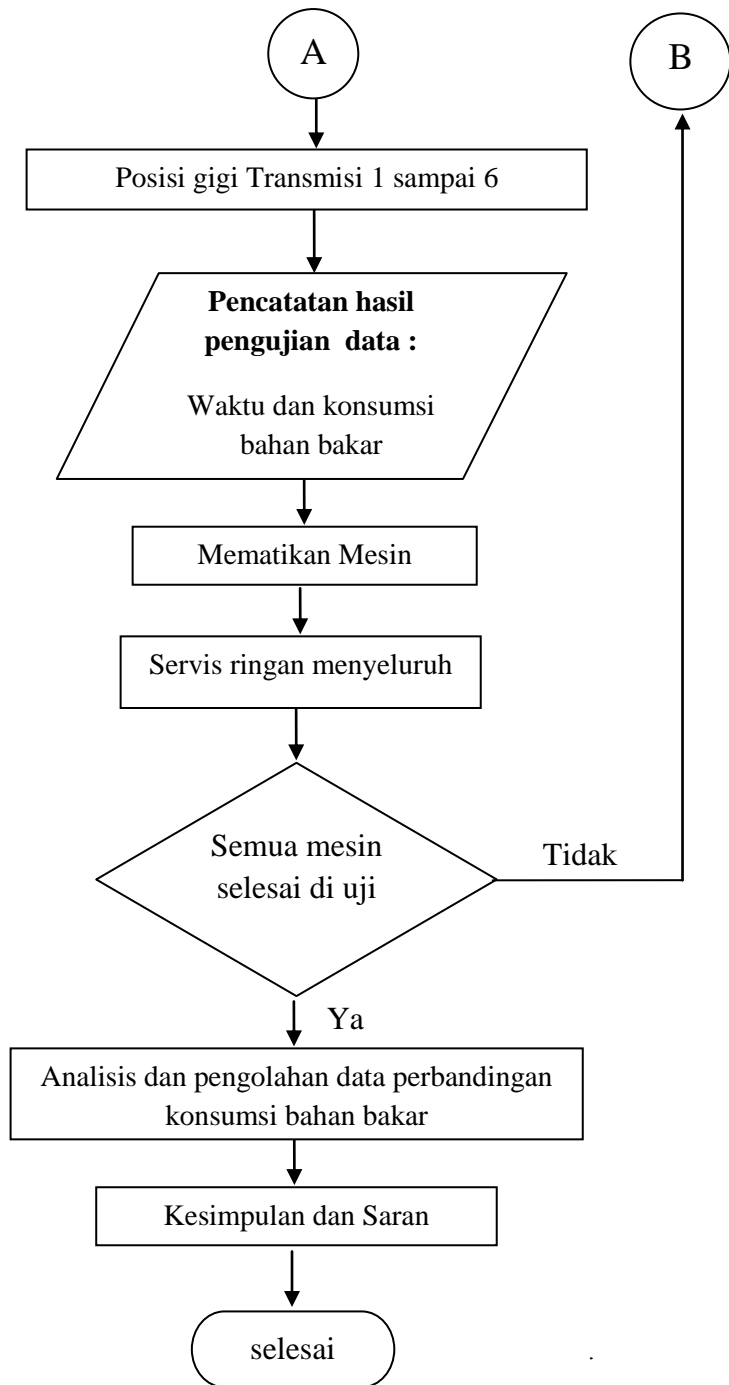 A
B
Posisi gigi Transmisi 1 sampai 6
Pencatatan hasil
pengujian data :
Waktu dan konsumsi
bahan bakar
Mematikan Mesin
Servis ringan menyeluruh
Semua mesin
selesai di uji
Tidak
Ya
Analisis dan pengolahan data perbandingan
konsumsi bahan bakar
Kesimpulan dan Saran
selesai
.